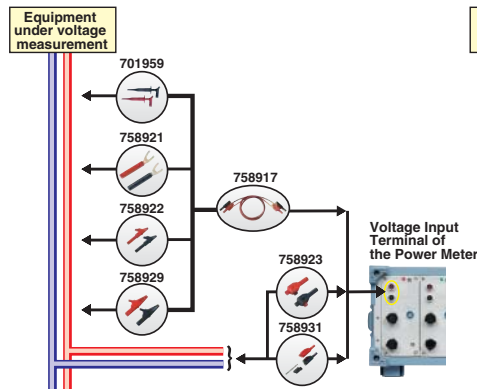 Equipment
under voltage
measurement
701959
758921
758917
758922
Voltage Input
Terminal of
the Power Meter
758923
758929
758931